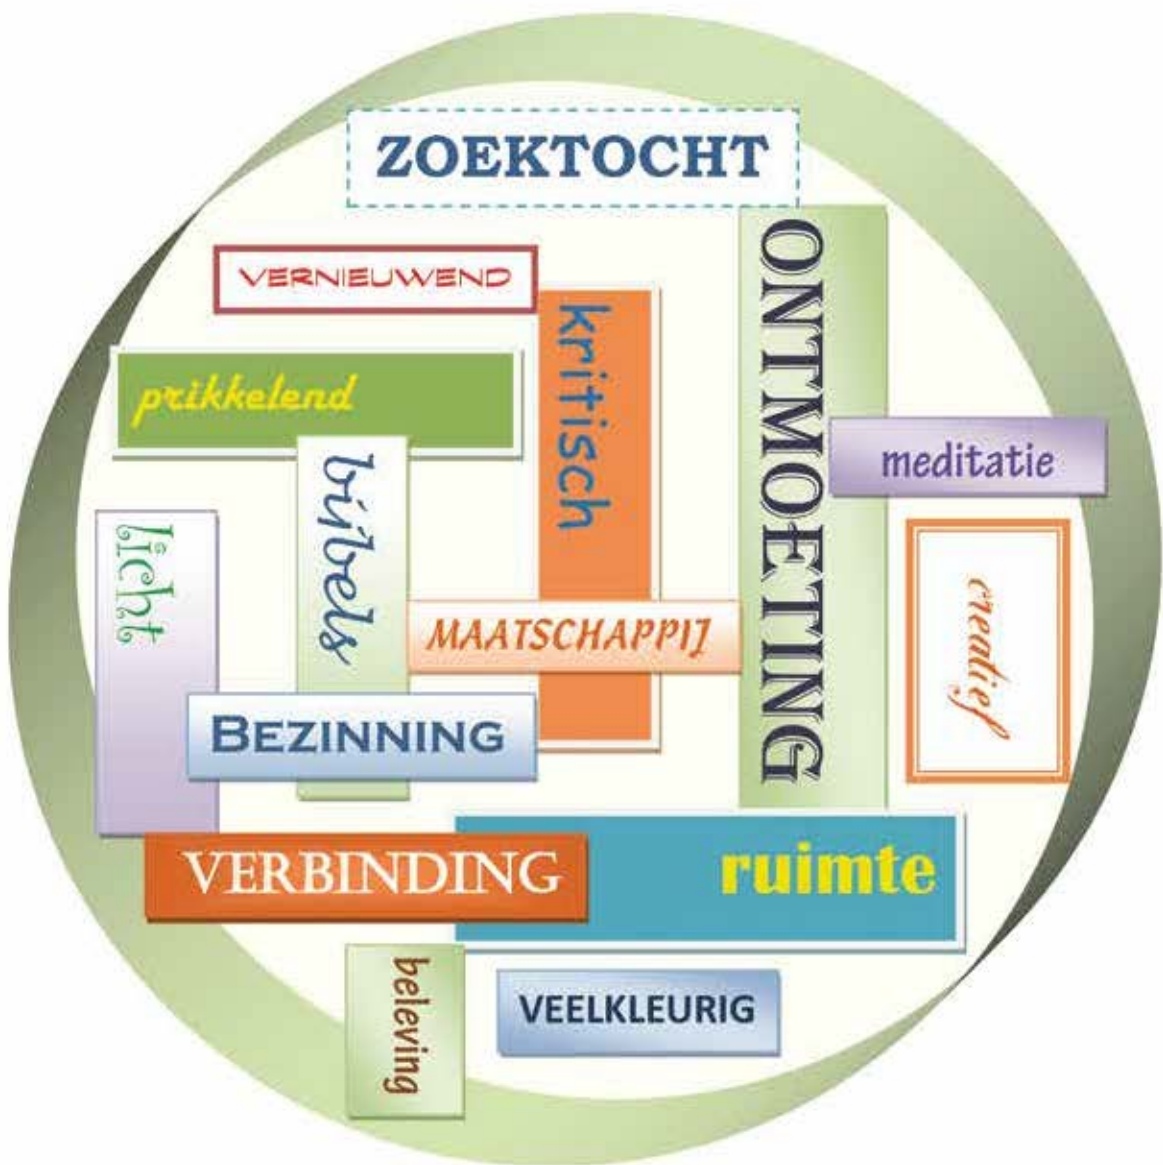 ZOEKTOCHT
VERNIEUWEND
ONTMOETING
kritisch
prikkelend
meditatie
bijbels
licht
creatief
MAATSCHAPPIJ
BEZINNING
VERBINDING
ruimte
beleving
VEELKLEURIG